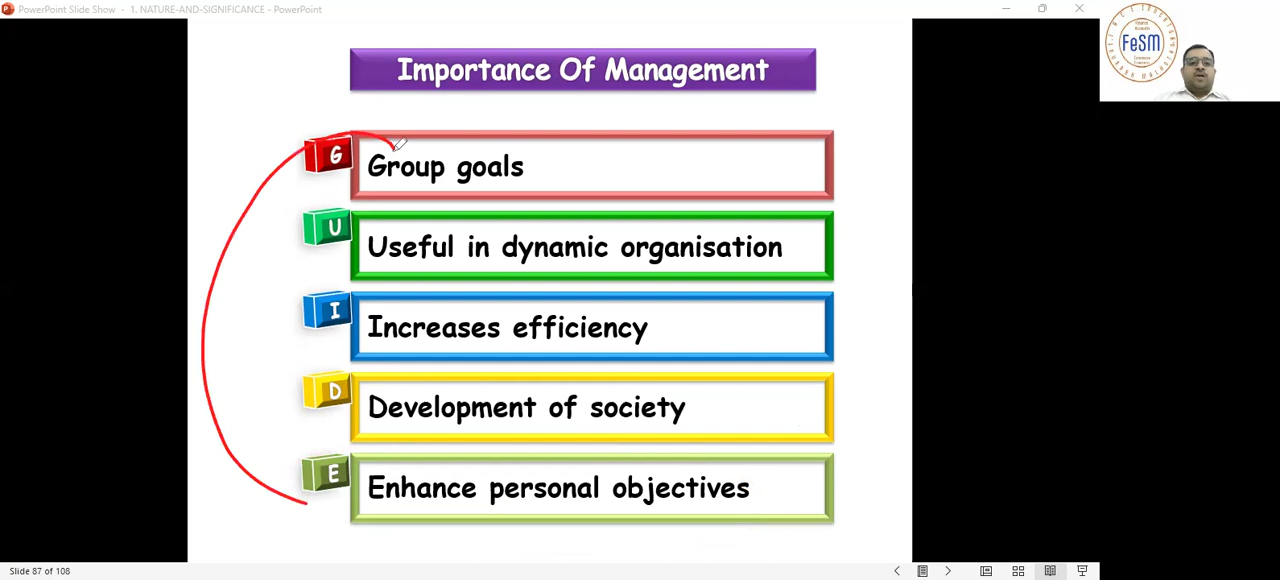 PowerPoint Slide Show - 1. NATURE-AND-SIGNIFICANCE - PowerPoint
FeSM
Importance Of Management
G
Group goals
U
Useful in dynamic organisation
I
Increases efficiency
D
Development of society
E
Enhance personal objectives
Slide 87 of 108